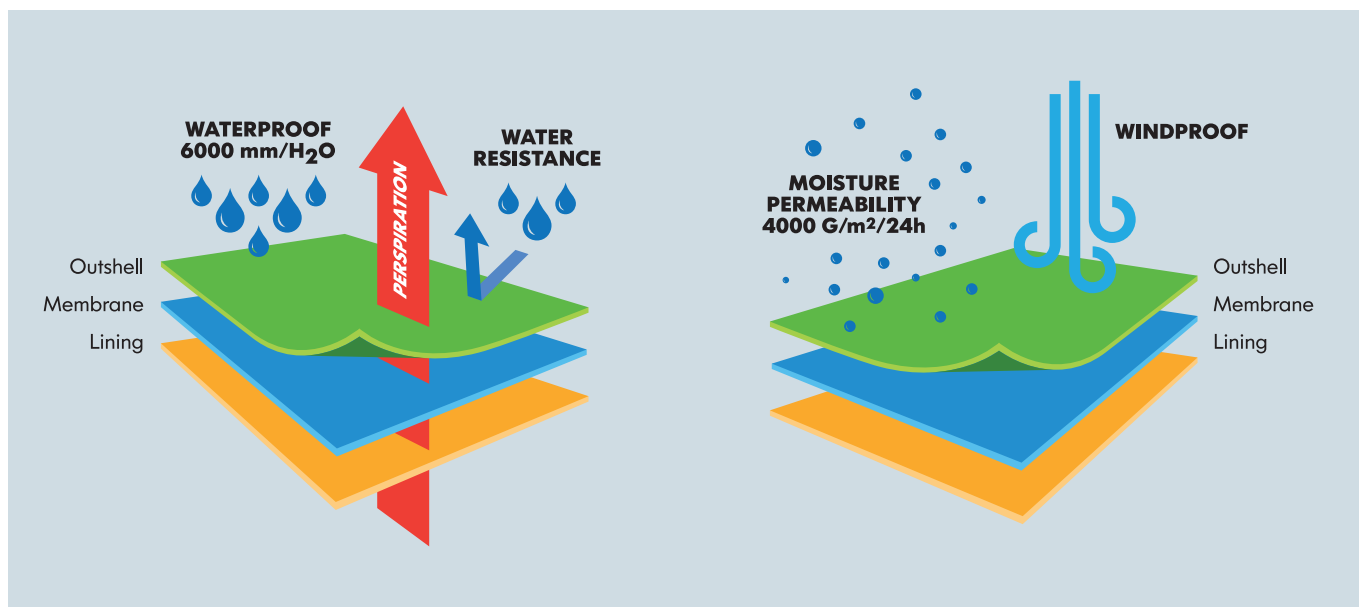 WATERPROOF
6000 mm/H₂O
PERSPIRATION
WATER
RESISTANCE
Outshell
Membrane
Lining
MOISTURE
PERMEABILITY
4000 G/m²/24h
WINDPROOF
Outshell
Membrane
Lining